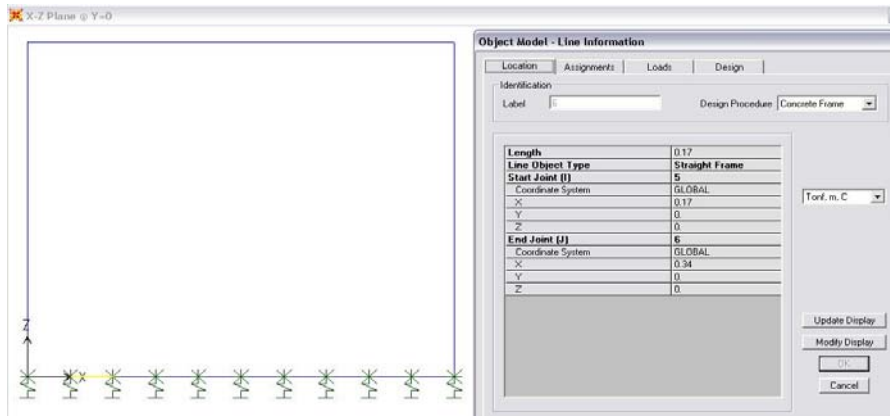 X-Z Plane @ Y=0
Object Model - Line Information
Location Assignments Loads Design
Identification
Label 6 Design Procedure Concrete Frame
Length 0.17
Line Object Type Straight Frame
Start Joint (I) 5
Coordinate System GLOBAL
X 0.17
Y 0.
Z 0.
End Joint (J) 6
Coordinate System GLOBAL
X 0.34
Y 0.
Z 0.
Tonf, m, C
Update Display
Modify Display
OK
Cancel
Z
X